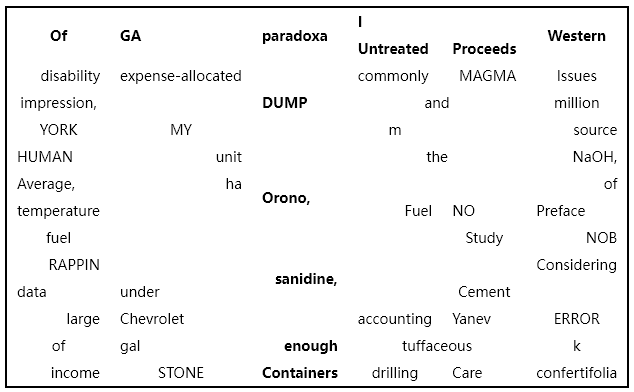 Of GA paradoxa I Western
Untreated Proceeds
disability expense-allocated commonly MAGMA Issues
impression, DUMP and million
YORK MY m source
HUMAN unit the NaOH,
Average, ha of
Orono,
temperature Fuel NO Preface
fuel Study NOB
RAPPIN Considering
sanidine,
data under Cement
large Chevrolet accounting Yanev ERROR
of gal enough tuffaceous k
income STONE Containers drilling Care confertifolia